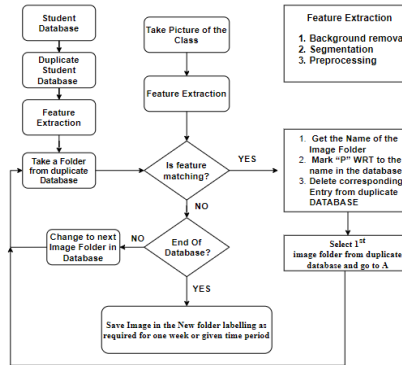 Student
Database
Duplicate
Student
Database
Feature
Extraction
Take a Folder
from duplicate
Database
Take Picture of the
Class
Feature Extraction
Is feature
matching?
YES
NO
End Of
Database?
NO
Change to next
Image Folder in
Database
YES
Save Image in the New folder labelling as
required for one week or given time period
Feature Extraction
1. Background removal
2. Segmentation
3. Preprocessing
1. Get the Name of the
Image Folder
2. Mark “P” WRT to the
name in the database
3. Delete corresponding
Entry from duplicate
DATABASE
Select 1st
image folder from duplicate
database and go to A